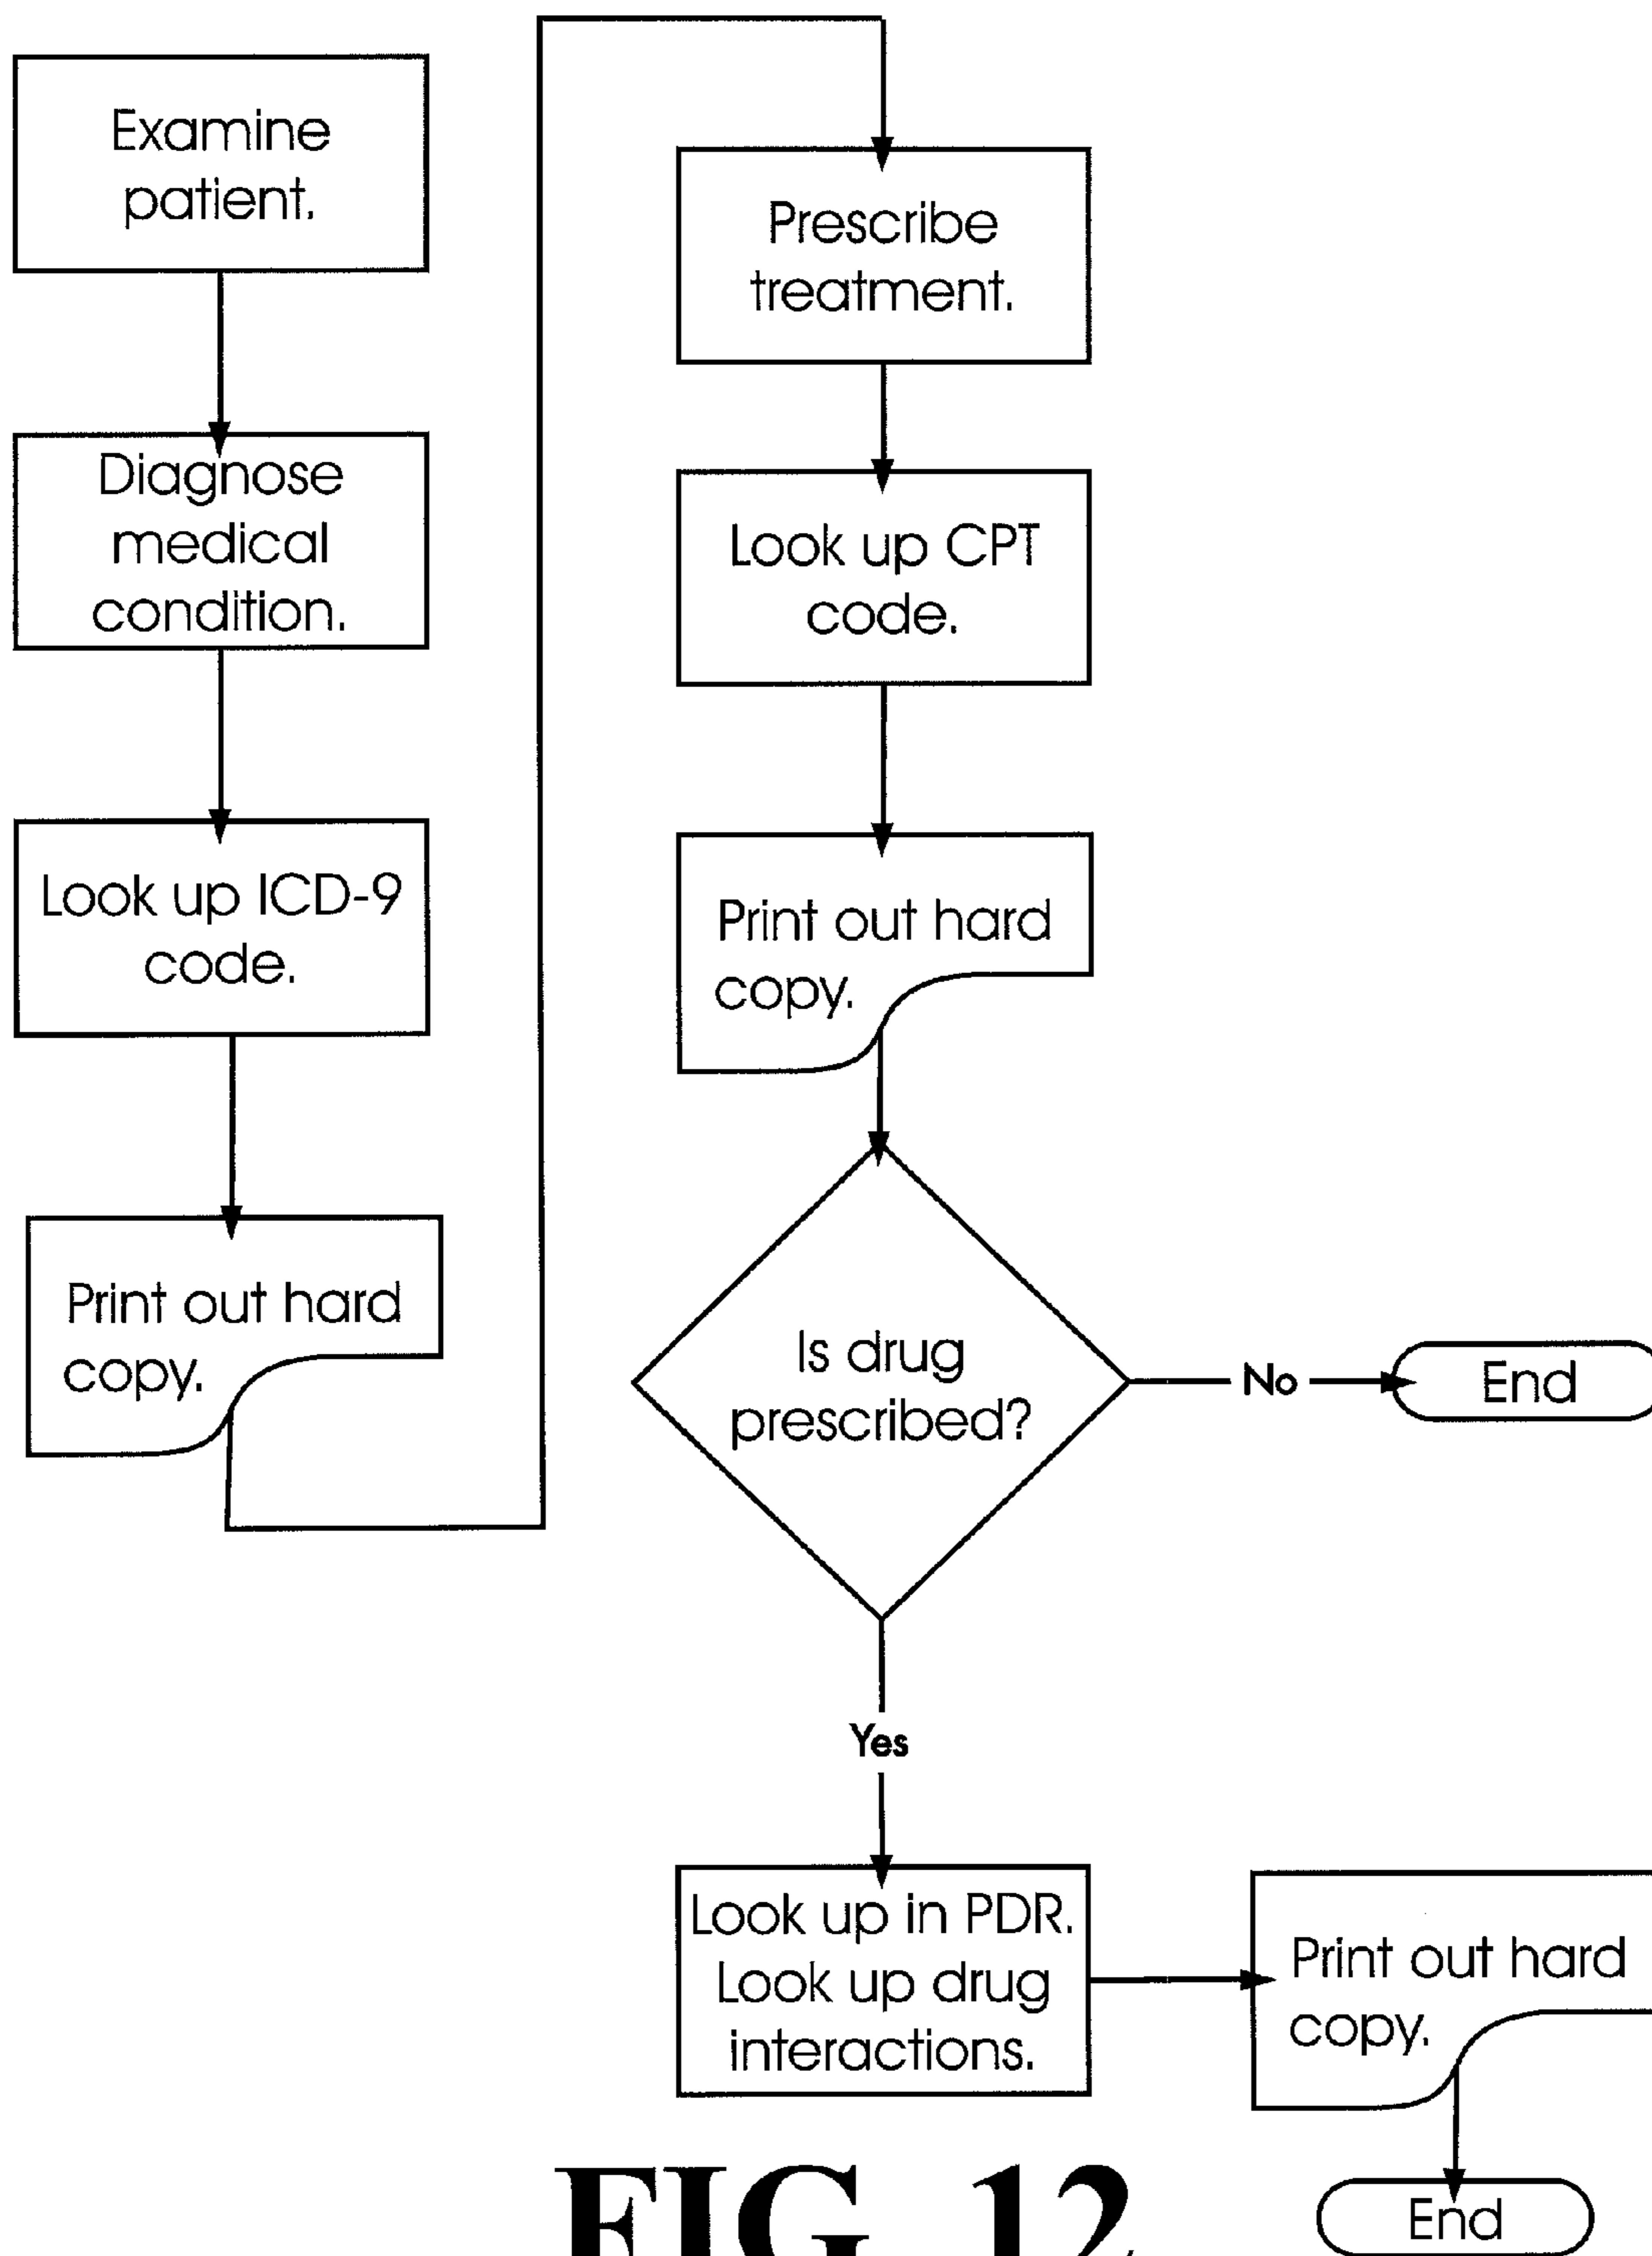 Examine
patient.
Diagnose
medical
condition.
Look up ICD-9
code.
Print out hard
copy.
Prescribe
treatment.
Look up CPT
code.
Print out hard
copy.
Is drug
prescribed?
No
End
Yes
Look up in PDR.
Look up drug
interactions.
Print out hard
copy.
End
FIG. 12